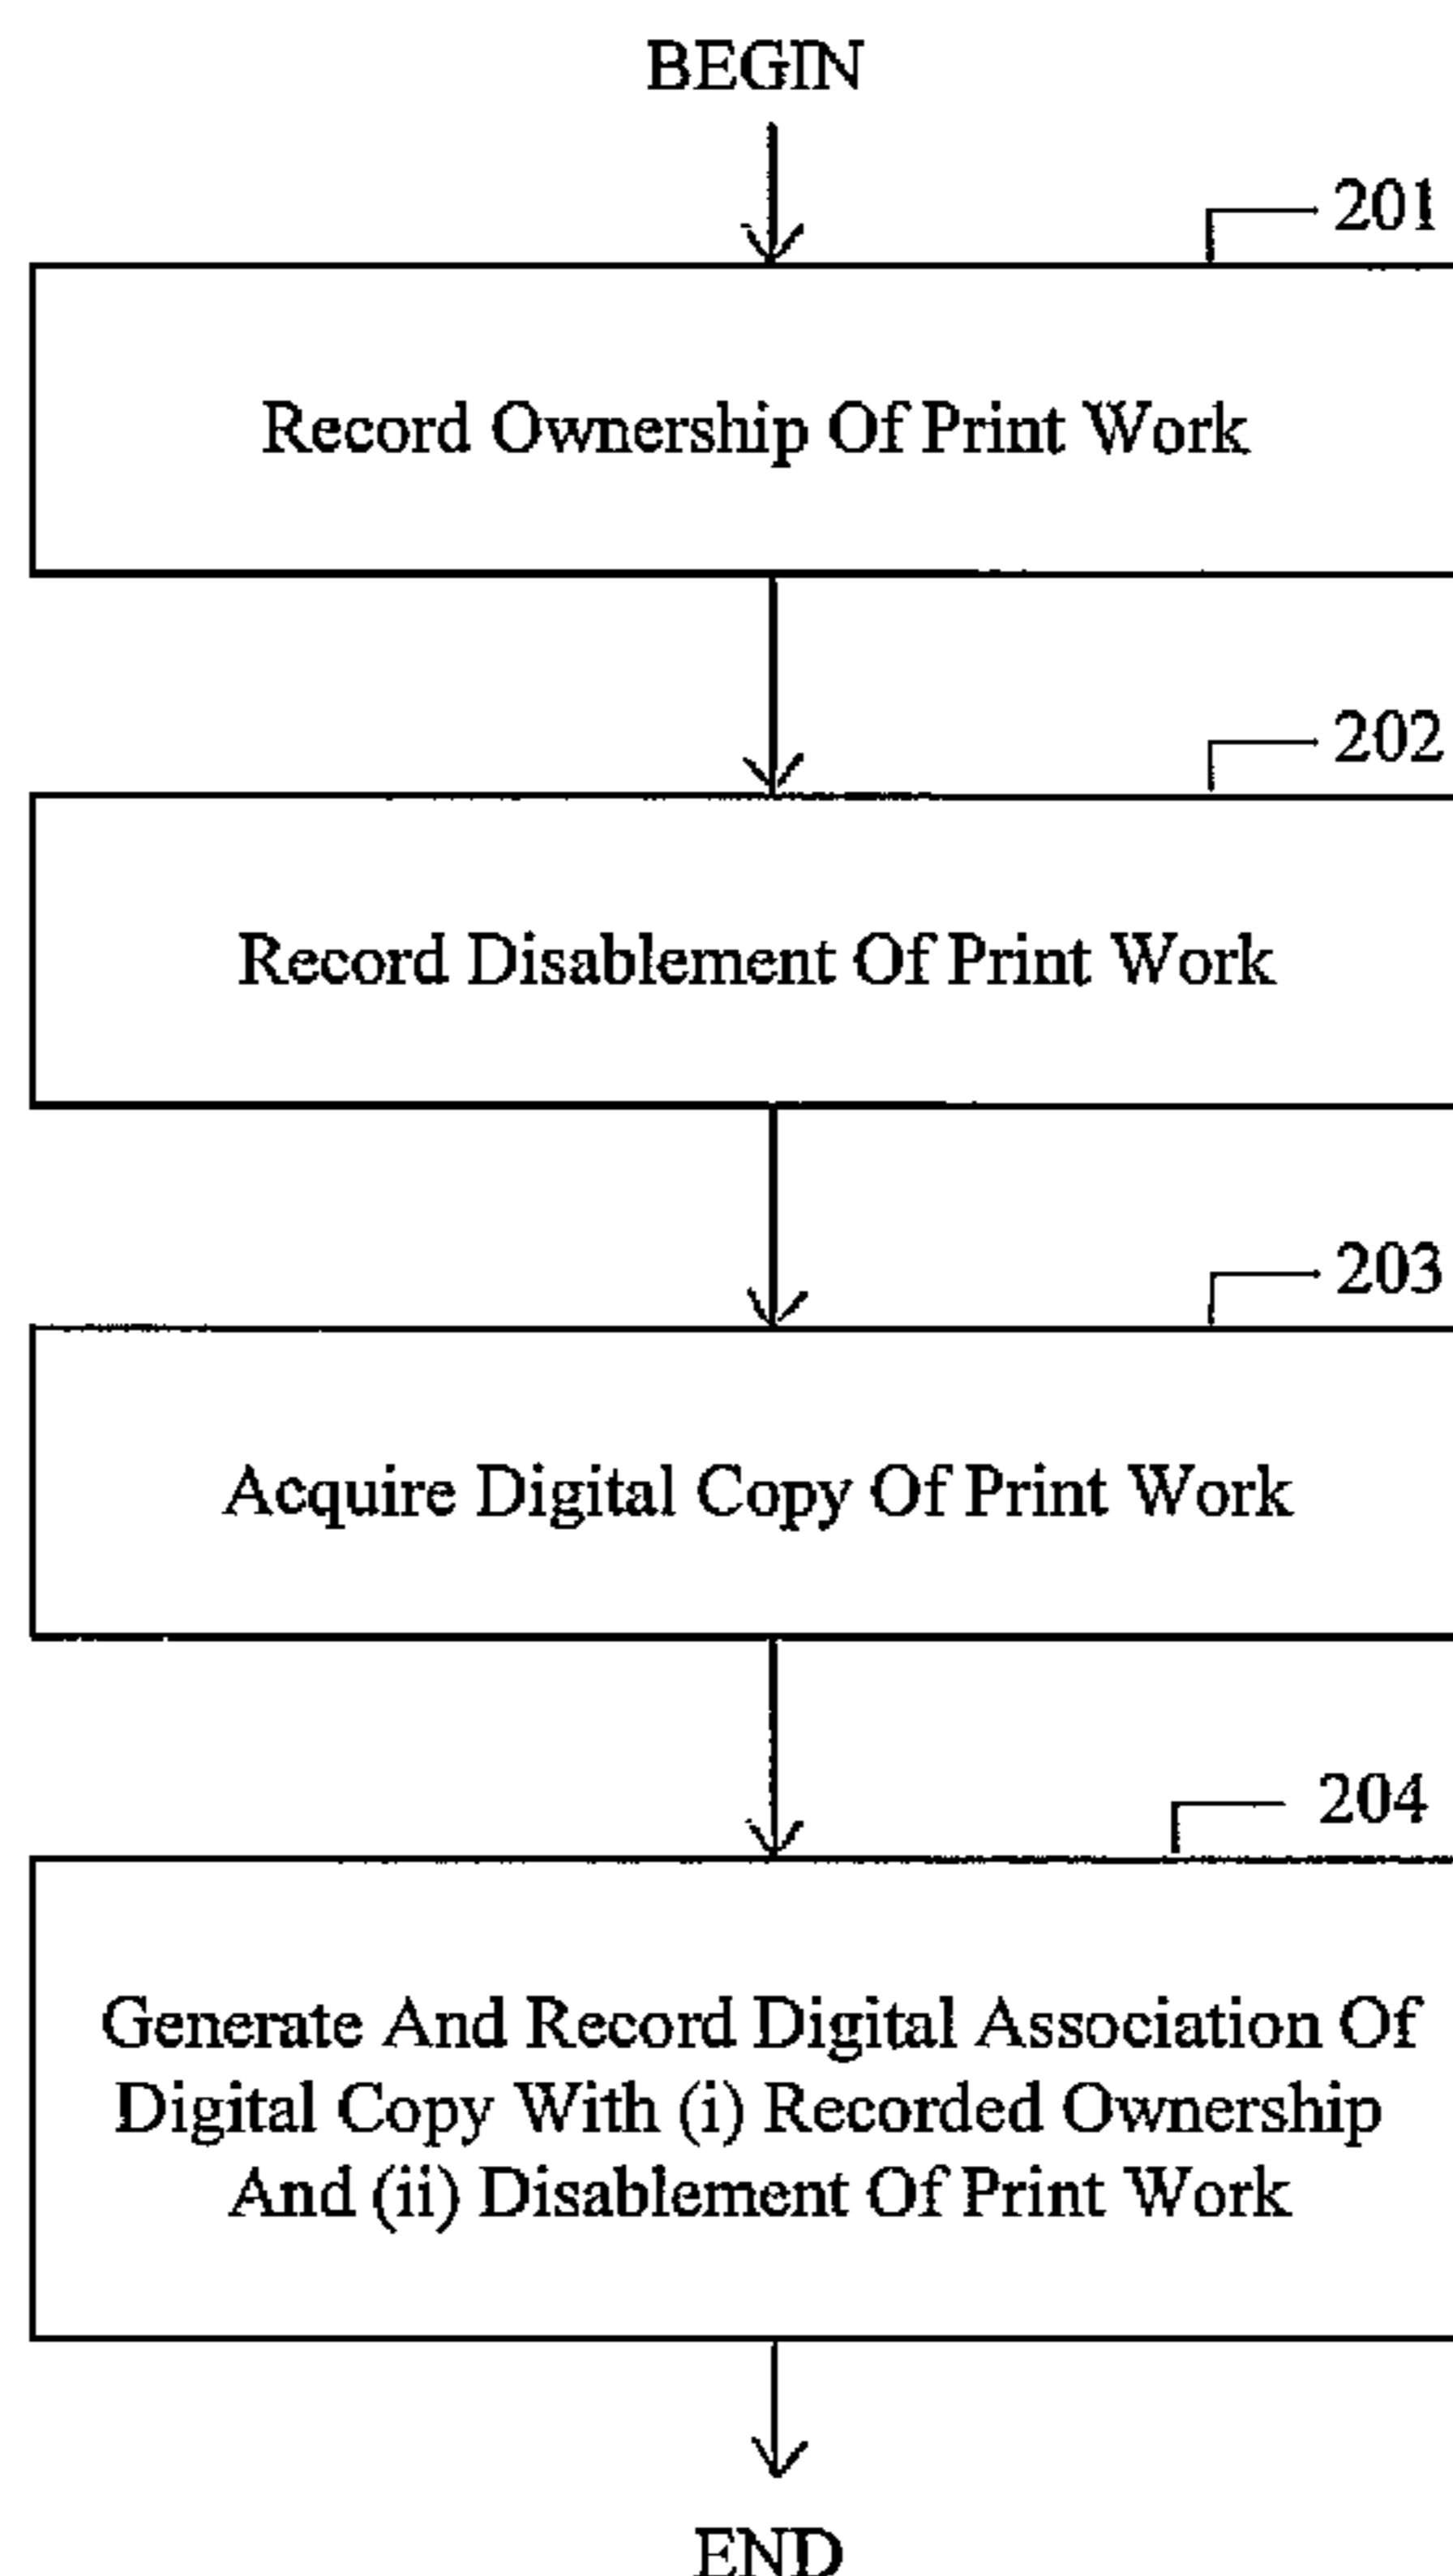 BEGIN
201
Record Ownership Of Print Work
202
Record Disablement Of Print Work
203
Acquire Digital Copy Of Print Work
204
Generate And Record Digital Association Of
Digital Copy With (i) Recorded Ownership
And (ii) Disablement Of Print Work
END